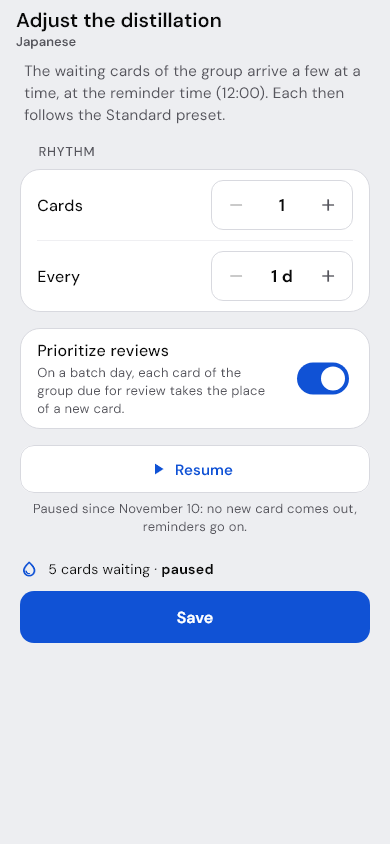 Adjust the distillation
Japanese
The waiting cards of the group arrive a few at a
time, at the reminder time (12:00). Each then
follows the Standard preset.
RHYTHM
Cards
− 1 +
Every
− 1 d +
Prioritize reviews
On a batch day, each card of the
group due for review takes the place
of a new card.
Resume
Paused since November 10: no new card comes out,
reminders go on.
5 cards waiting · paused
Save